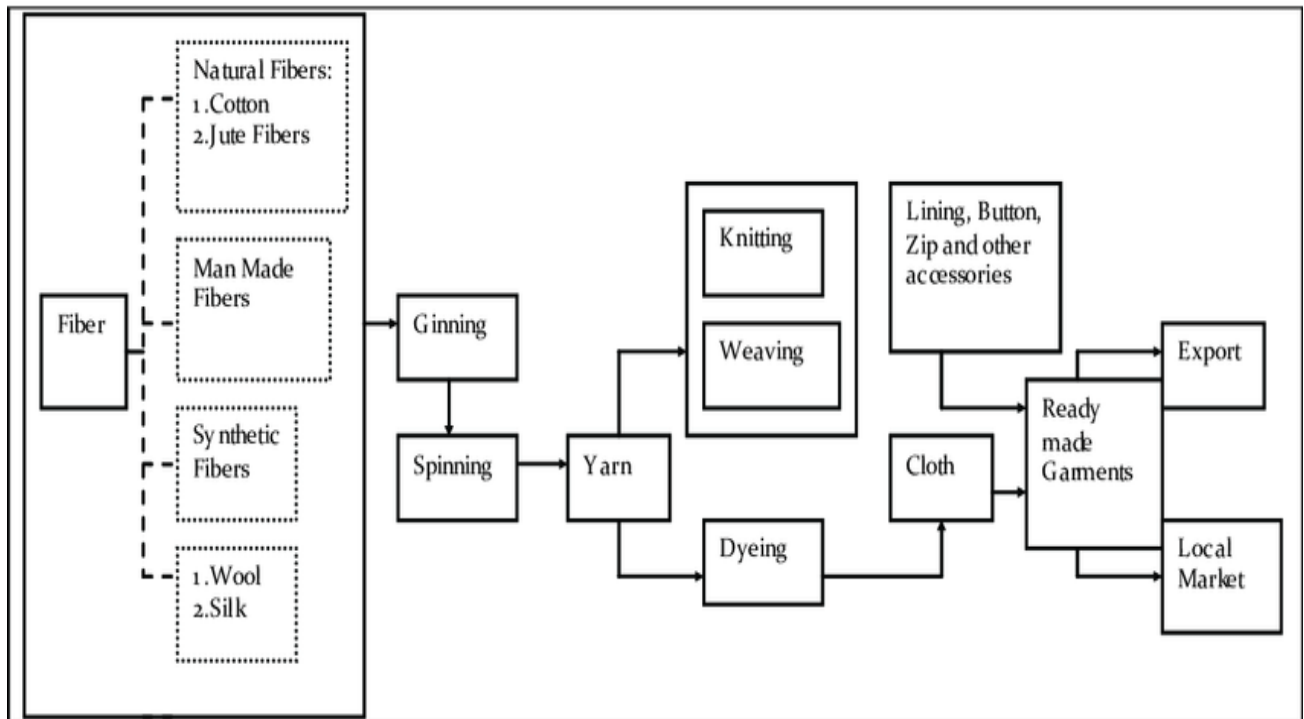 Natural Fibers:
1.Cotton
2.Jute Fibers
Man Made
Fibers
Fiber
Synthetic
Fibers
1.Wool
2.Silk
Ginning
Spinning
Yarn
Knitting
Weaving
Dyeing
Lining, Button,
Zip and other
accessories
Cloth
Ready
made
Garments
Export
Local
Market